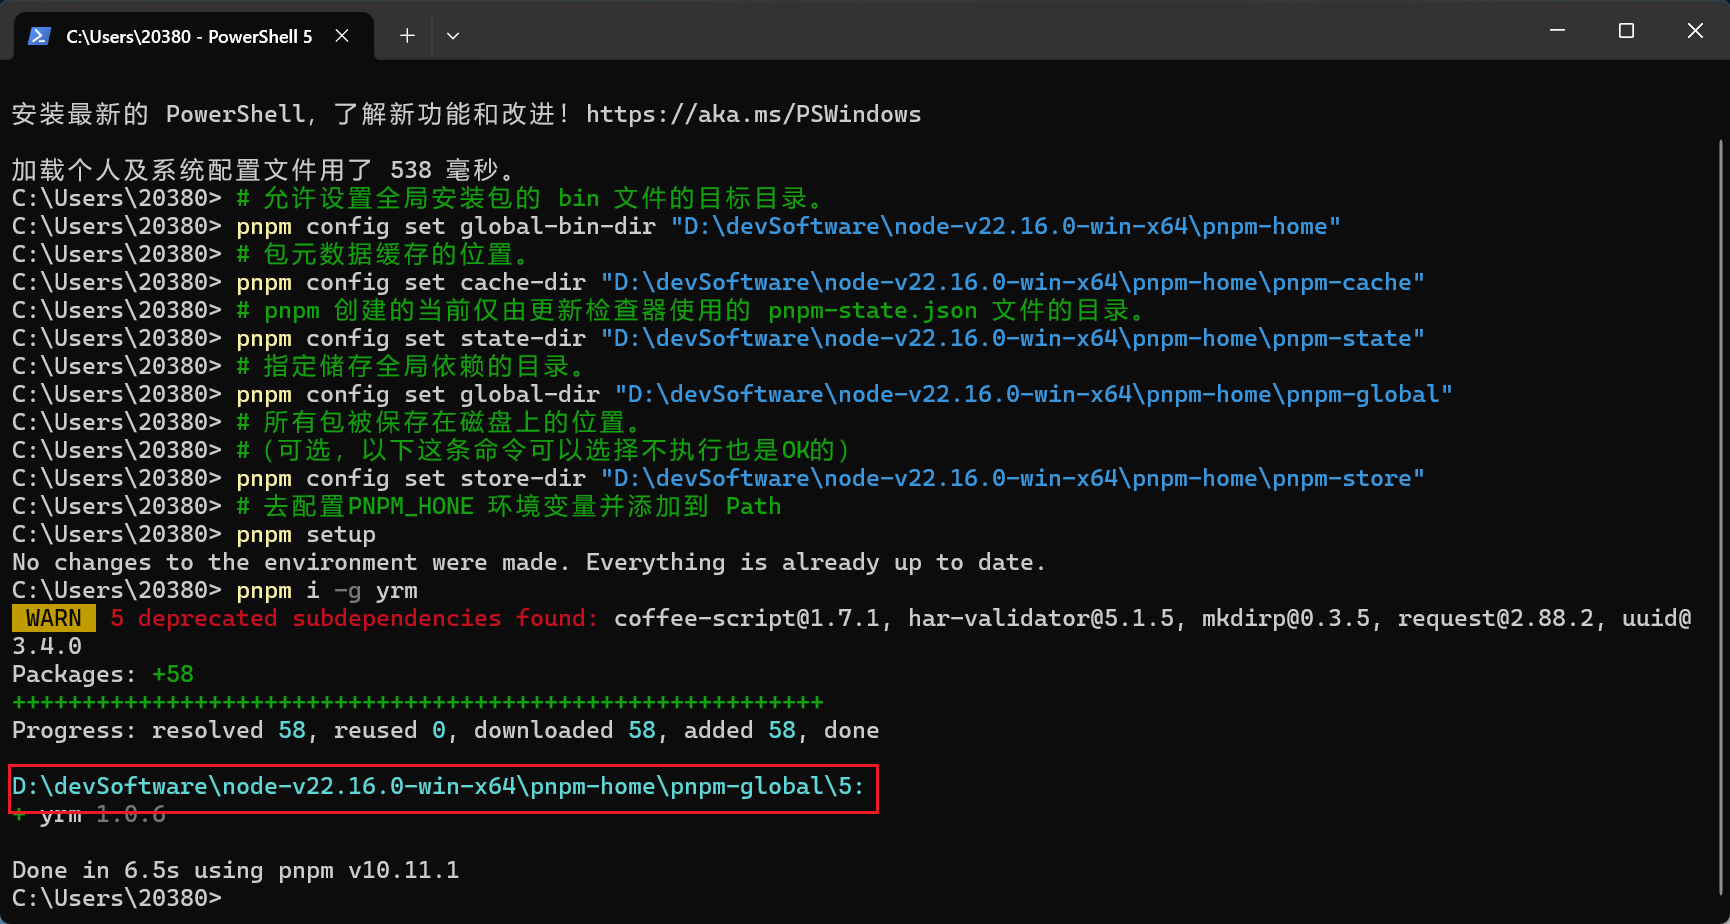 C:\Users\20380 - PowerShell 5
安装最新的 PowerShell，了解新功能和改进！https://aka.ms/PSWindows
加载个人及系统配置文件用了 538 毫秒。
C:\Users\20380> # 允许设置全局安装包的 bin 文件的目标目录。
C:\Users\20380> pnpm config set global-bin-dir "D:\devSoftware\node-v22.16.0-win-x64\pnpm-home"
C:\Users\20380> # 包元数据缓存的位置。
C:\Users\20380> pnpm config set cache-dir "D:\devSoftware\node-v22.16.0-win-x64\pnpm-home\pnpm-cache"
C:\Users\20380> # pnpm 创建的当前仅由更新检查器使用的 pnpm-state.json 文件的目录。
C:\Users\20380> pnpm config set state-dir "D:\devSoftware\node-v22.16.0-win-x64\pnpm-home\pnpm-state"
C:\Users\20380> # 指定储存全局依赖的目录。
C:\Users\20380> pnpm config set global-dir "D:\devSoftware\node-v22.16.0-win-x64\pnpm-home\pnpm-global"
C:\Users\20380> # 所有包被保存在磁盘上的位置。
C:\Users\20380> #（可选，以下这条命令可以选择不执行也是OK的）
C:\Users\20380> pnpm config set store-dir "D:\devSoftware\node-v22.16.0-win-x64\pnpm-home\pnpm-store"
C:\Users\20380> # 去配置PNPM_HONE 环境变量并添加到 Path
C:\Users\20380> pnpm setup
No changes to the environment were made. Everything is already up to date.
C:\Users\20380> pnpm i -g yrm
WARN 5 deprecated subdependencies found: coffee-script@1.7.1, har-validator@5.1.5, mkdirp@0.3.5, request@2.88.2, uuid@
3.4.0
Packages: +58
++++++++++++++++++++++++++++++++++++++++++++++++++++++++++
Progress: resolved 58, reused 0, downloaded 58, added 58, done
D:\devSoftware\node-v22.16.0-win-x64\pnpm-home\pnpm-global\5:
+ yrm 1.0.6
Done in 6.5s using pnpm v10.11.1
C:\Users\20380>